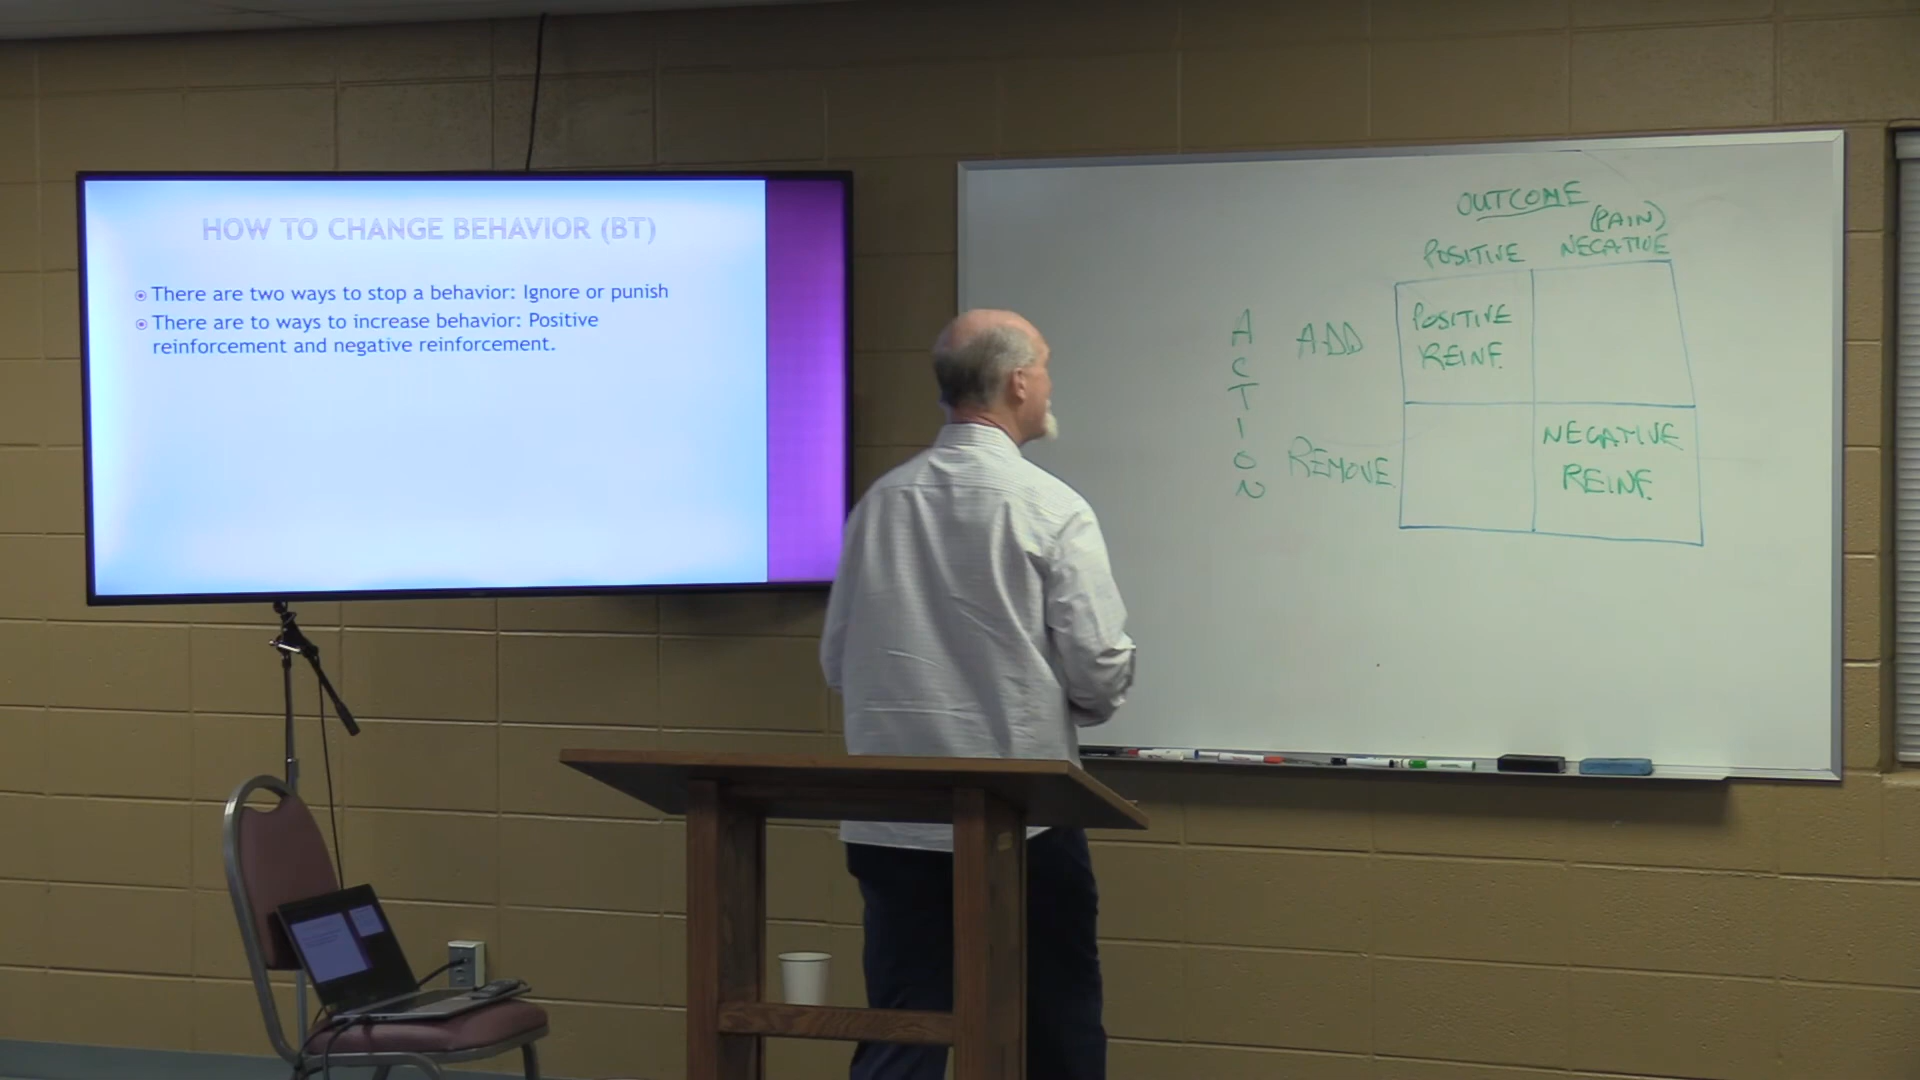 HOW TO CHANGE BEHAVIOR (BT)
There are two ways to stop a behavior: Ignore or punish
There are to ways to increase behavior: Positive
reinforcement and negative reinforcement.
OUTCOME
(PAIN)
POSITIVE NEGATIVE
ACTION
ADD
POSITIVE
REINF.
REMOVE
NEGATIVE
REINF.